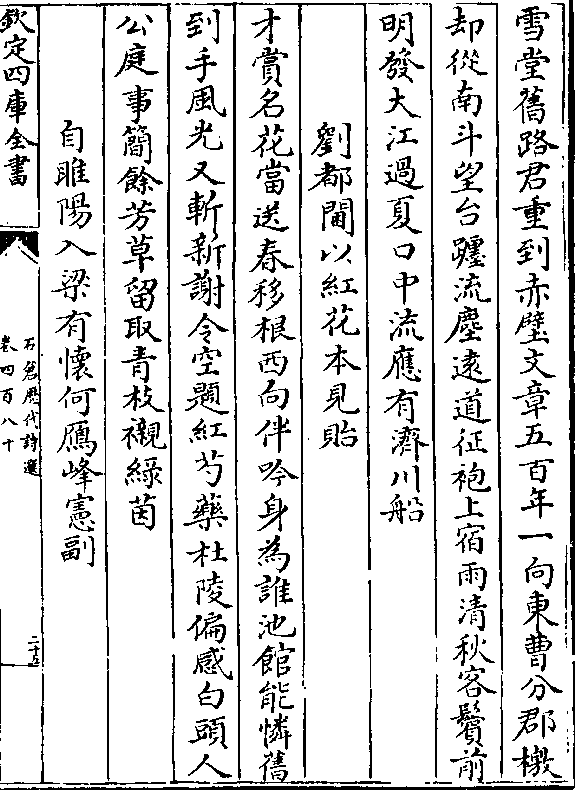 雪堂舊路君重到赤壁文章五百年一向東曹分郡檄
却從南斗望台躔流塵遠道征袍上宿雨清秋客鬢前
明發大江過夏口中流應有濟川船
劉都閫以紅花本見貽
才賞名花當送春移根西向伴吟身為誰池館能憐舊
到手風光又斬新謝令空題紅芍藥杜陵偏感白頭人
公庭事簡餘芳草留取青枝襯綠茵
自睢陽入梁有懷何鴈峰憲副
欽定四庫全書
石倉歷代詩選
卷四百八十
二十五